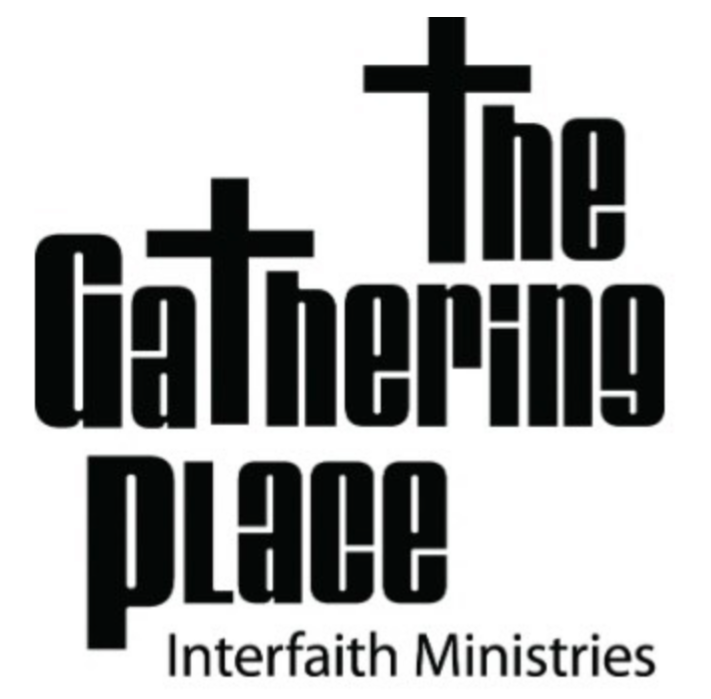 The
Gathering
place
Interfaith Ministries